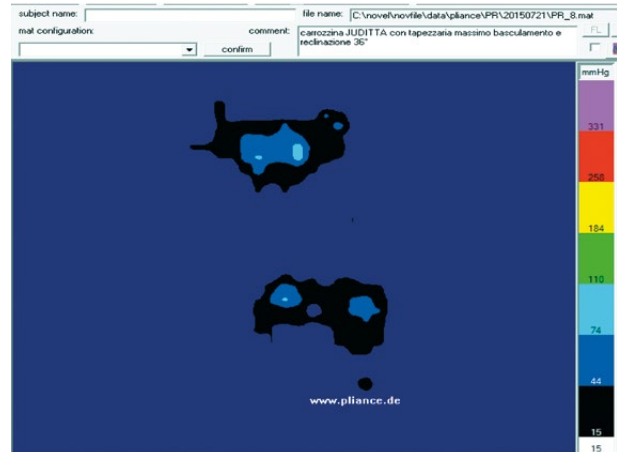 subject name:
file name: C:\novel\novfile\data\pliance\PR\20150721\PR_8.mat
mat configuration:
comment: carrozzina JUDITTA con tapezzaria massimo basculamento e
reclinazione 36"
FL
confirm
mmHg
331
258
184
110
74
44
15
15
www.pliance.de